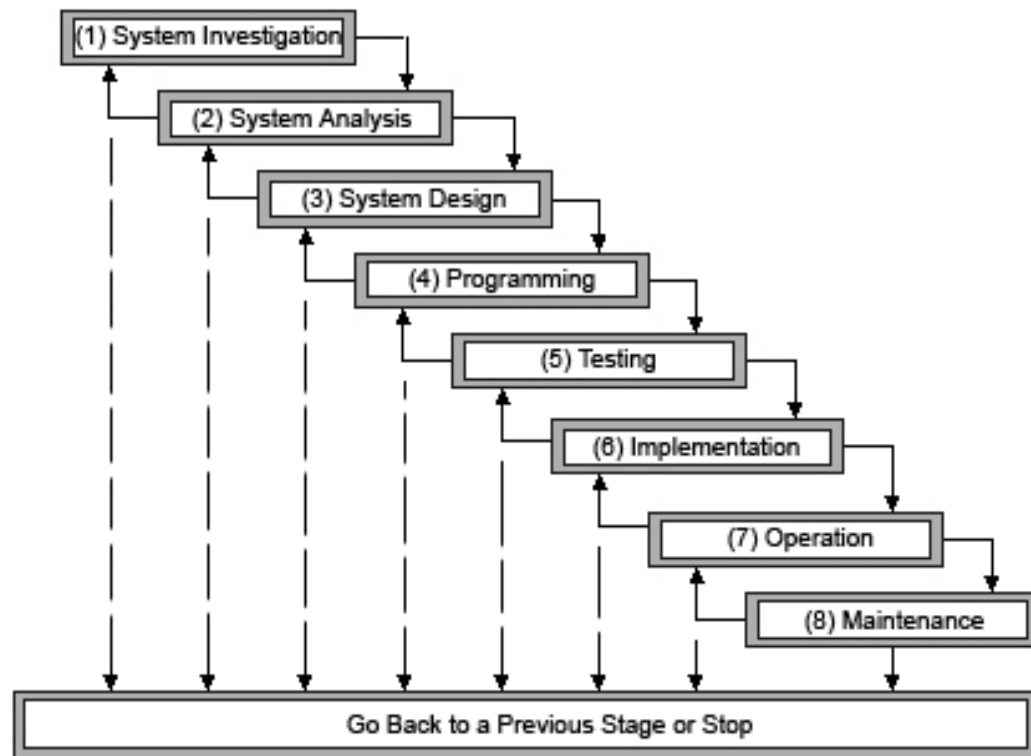 (1) System Investigation
(2) System Analysis
(3) System Design
(4) Programming
(5) Testing
(6) Implementation
(7) Operation
(8) Maintenance
Go Back to a Previous Stage or Stop